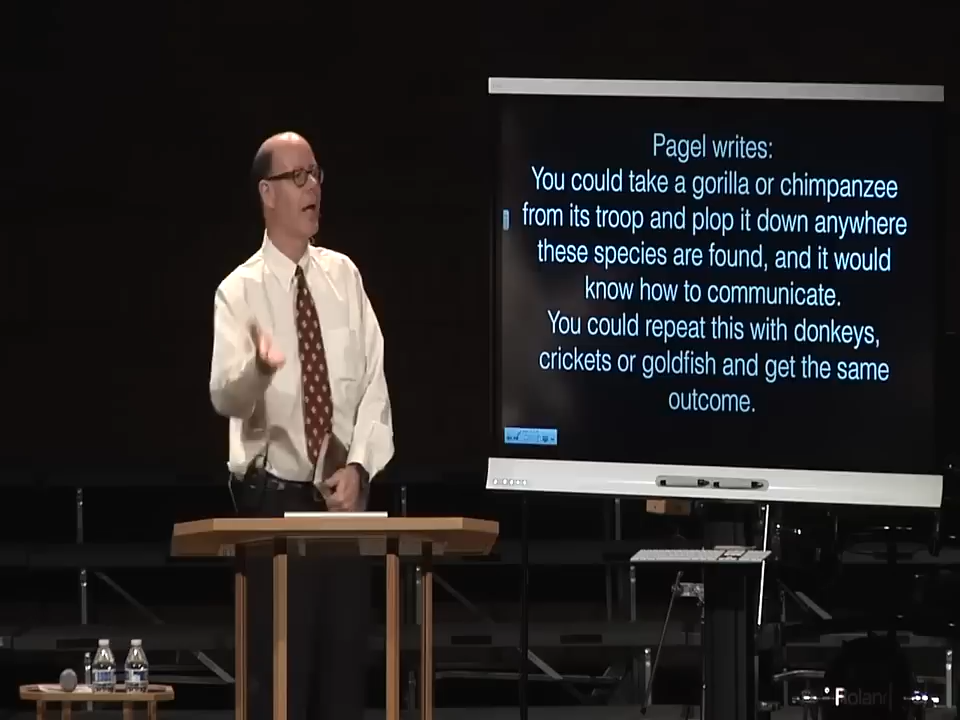 Pagel writes:
You could take a gorilla or chimpanzee
from its troop and plop it down anywhere
these species are found, and it would
know how to communicate.
You could repeat this with donkeys,
crickets or goldfish and get the same
outcome.
Roland